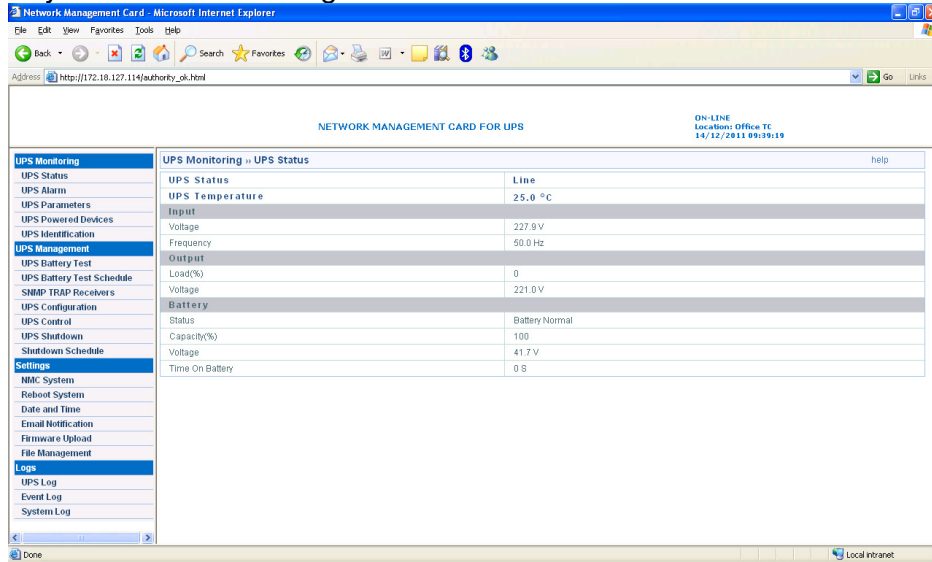 Network Management Card - Microsoft Internet Explorer
File Edit View Favorites Tools Help
Back Search Favorites
Address http://172.18.127.114/authority_ok.html Go Links
NETWORK MANAGEMENT CARD FOR UPS
ON-LINE
Location: Office TC
14/12/2011 09:39:19
UPS Monitoring
UPS Status
UPS Alarm
UPS Parameters
UPS Powered Devices
UPS Identification
UPS Management
UPS Battery Test
UPS Battery Test Schedule
SNMP TRAP Receivers
UPS Configuration
UPS Control
UPS Shutdown
Shutdown Schedule
Settings
NMC System
Reboot System
Date and Time
Email Notification
Firmware Upload
File Management
Logs
UPS Log
Event Log
System Log
UPS Monitoring » UPS Status help
UPS Status Line
UPS Temperature 25.0 °C
Input
Voltage 227.9 V
Frequency 50.0 Hz
Output
Load(%) 0
Voltage 221.0 V
Battery
Status Battery Normal
Capacity(%) 100
Voltage 41.7 V
Time On Battery 0 S
Done Local intranet